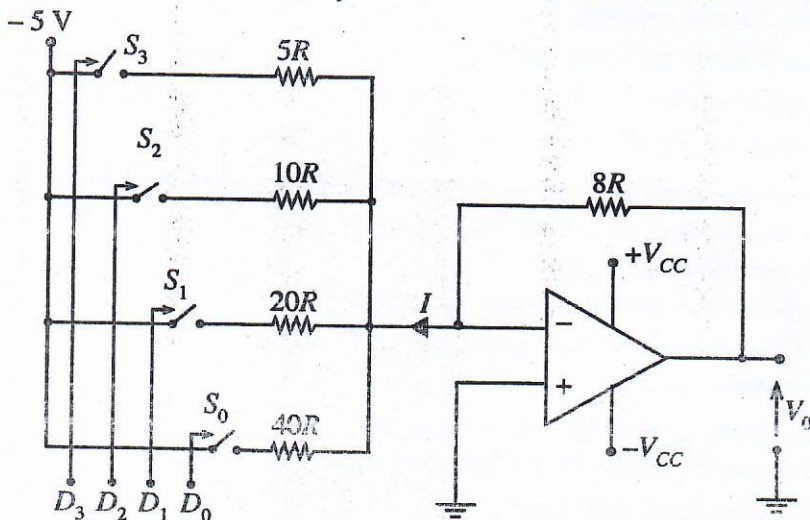 −5 V
S3
5R
S2
10R
8R
+VCC
S1
20R
I
−
+
S0
40R
V0
−VCC
D3 D2 D1 D0